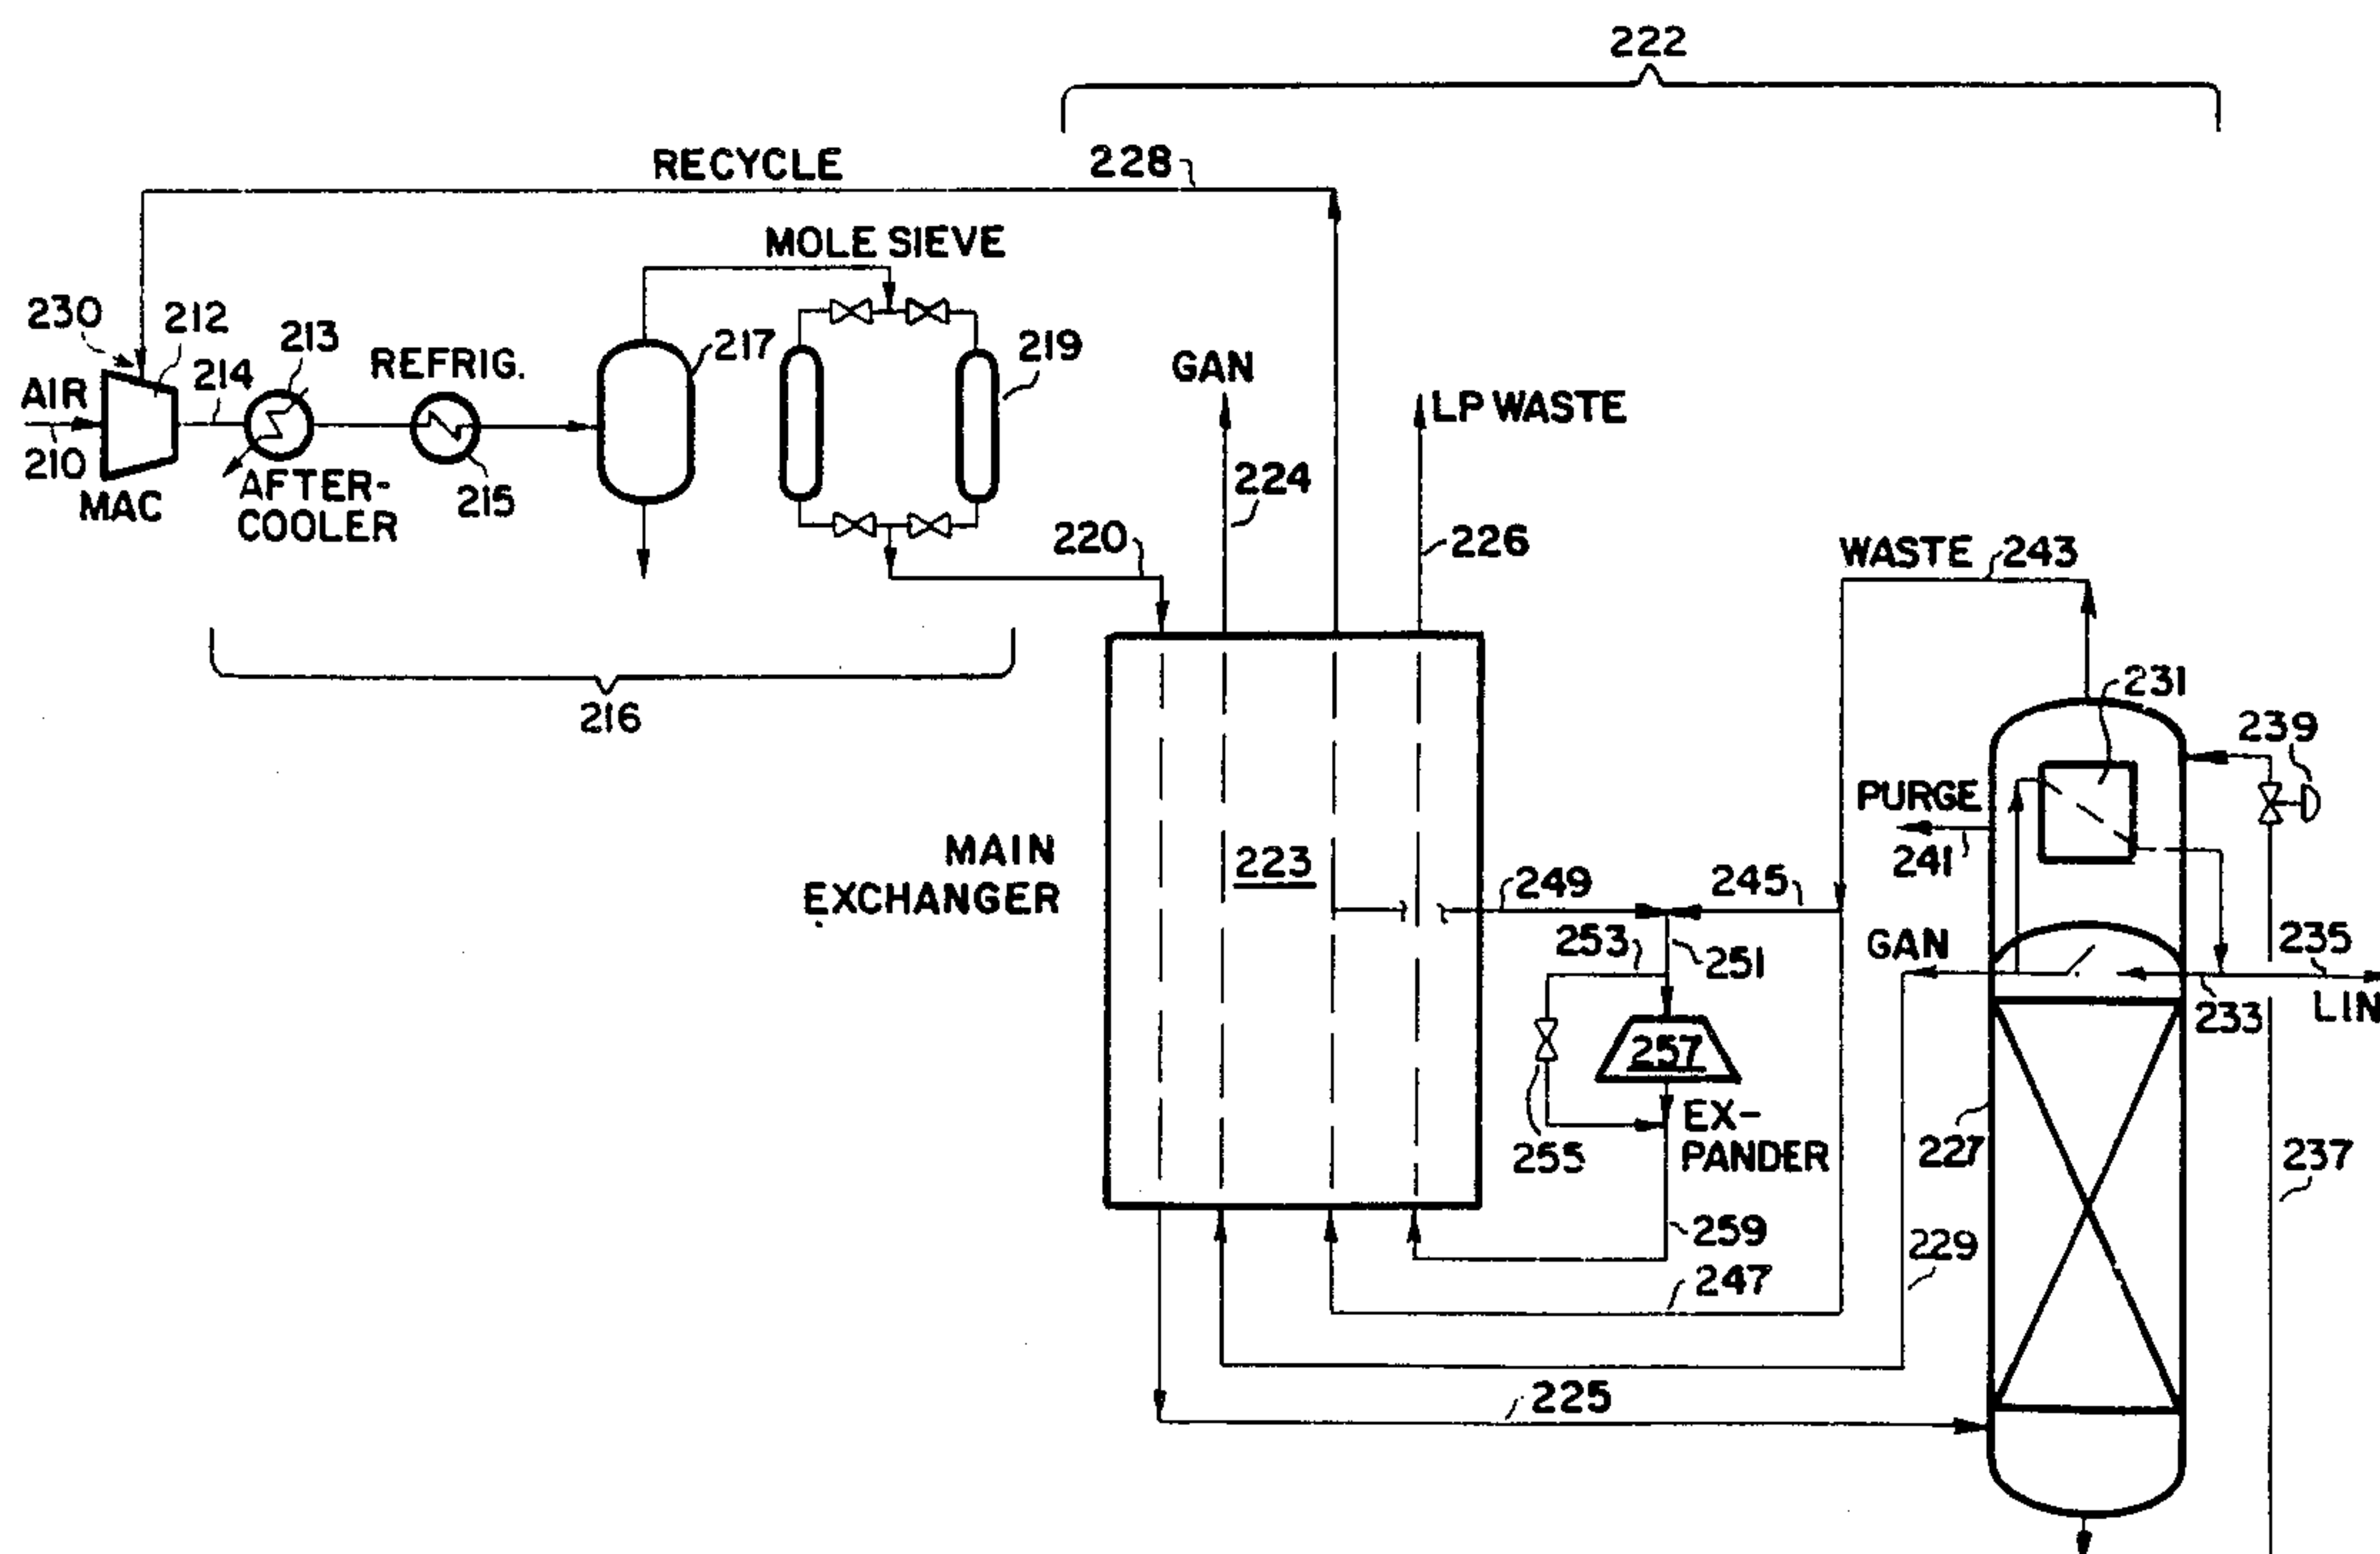 222
RECYCLE
228
MOLE SIEVE
230
212
213
217
219
214
REFRIG.
GAN
AIR
LP WASTE
210
215
224
MAC
AFTER-
COOLER
220
226
WASTE
243
216
231
239
PURGE
241
MAIN
EXCHANGER
223
249
245
253
251
GAN
235
LIN
233
257
EX-
PANDER
255
227
237
259
229
247
225